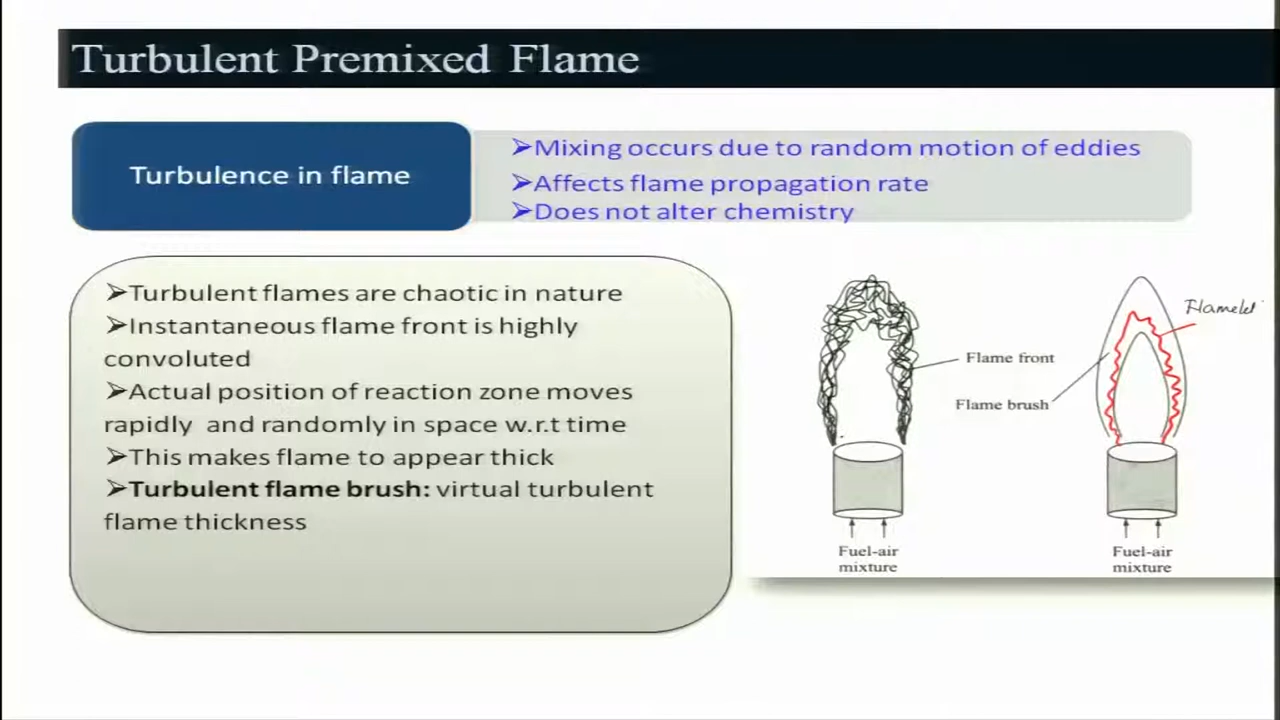 Turbulent Premixed Flame
Turbulence in flame
➢Mixing occurs due to random motion of eddies
➢Affects flame propagation rate
➢Does not alter chemistry
➢Turbulent flames are chaotic in nature
➢Instantaneous flame front is highly
convoluted
➢Actual position of reaction zone moves
rapidly and randomly in space w.r.t time
➢This makes flame to appear thick
➢Turbulent flame brush: virtual turbulent
flame thickness
Flame front
Flame brush
Flamelet
Fuel-air
mixture
Fuel-air
mixture